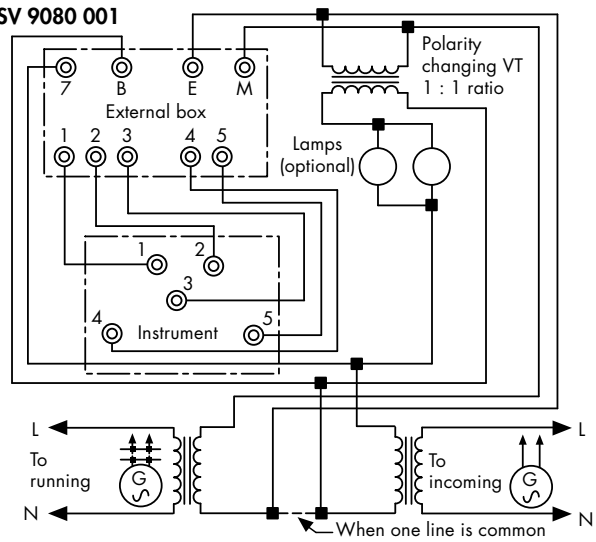 SV 9080 001
7 B E M
Polarity
changing VT
1 : 1 ratio
External box
1 2 3 4 5
Lamps
(optional)
1 2
3
4 Instrument 5
L L
To
running
G
To
incoming
G
N N
When one line is common